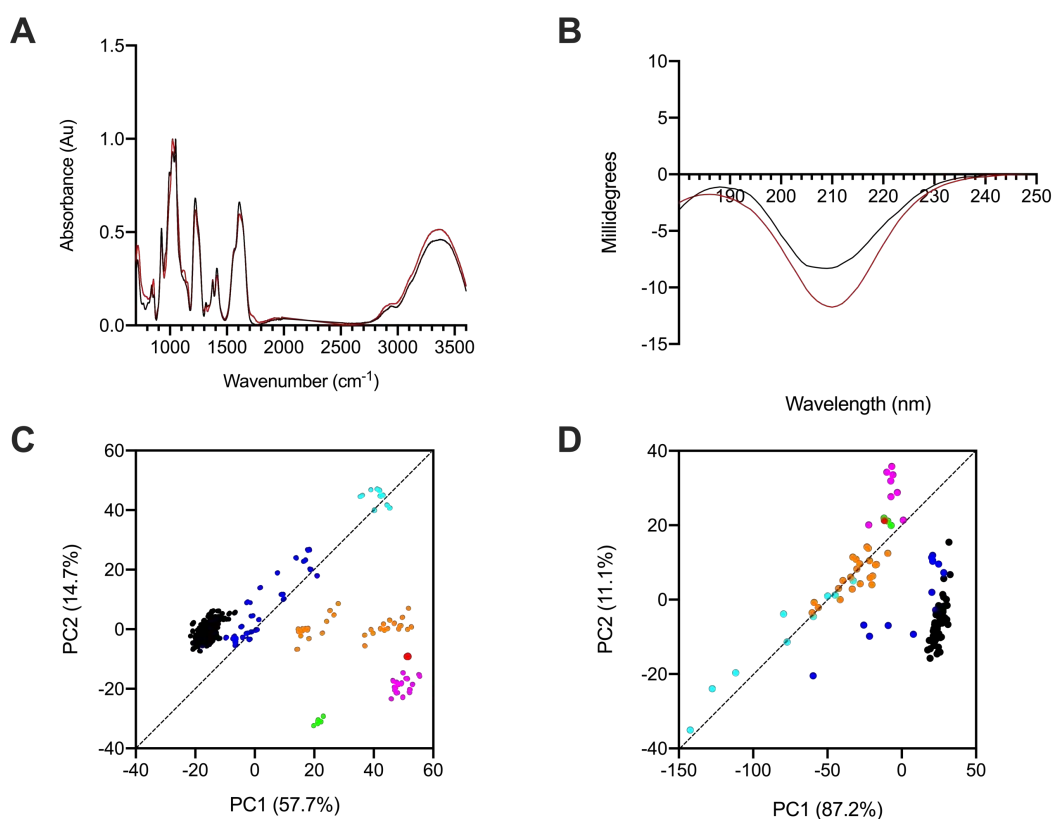 A
1.5
1.0
0.5
0.0
Absorbance (Au)
1000 1500 2000 2500 3000 3500
Wavenumber (cm-1)
B
10
5
0
-5
-10
-15
Millidegrees
190 200 210 220 230 240 250
Wavelength (nm)
C
60
40
20
0
-20
-40
PC2 (14.7%)
-40 -20 0 20 40 60
PC1 (57.7%)
D
40
20
0
-20
-40
PC2 (11.1%)
-150 -100 -50 0 50
PC1 (87.2%)